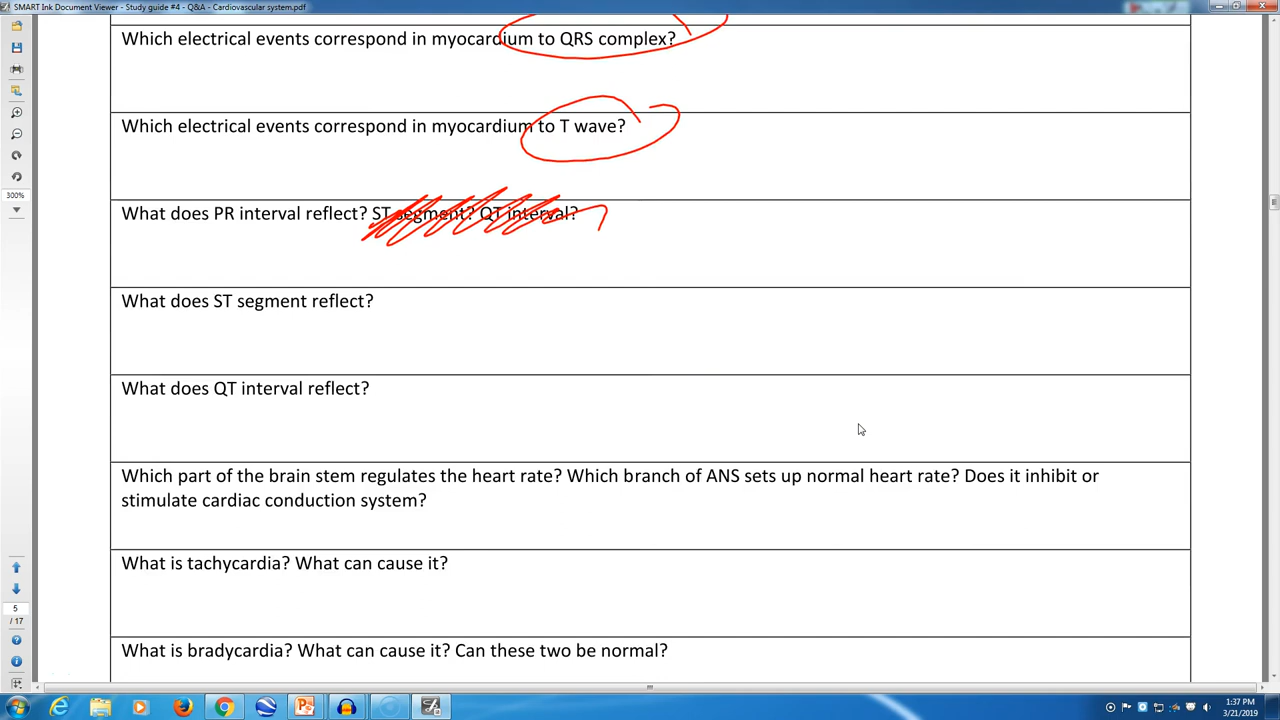 SMART Ink Document Viewer - Study guide #4 - Q&A - Cardiovascular system.pdf
Which electrical events correspond in myocardium to QRS complex?
Which electrical events correspond in myocardium to T wave?
What does PR interval reflect? ST segment? QT interval?
300%
What does ST segment reflect?
What does QT interval reflect?
Which part of the brain stem regulates the heart rate? Which branch of ANS sets up normal heart rate? Does it inhibit or
stimulate cardiac conduction system?
What is tachycardia? What can cause it?
5
/ 17
What is bradycardia? What can cause it? Can these two be normal?
1:37 PM
3/21/2019